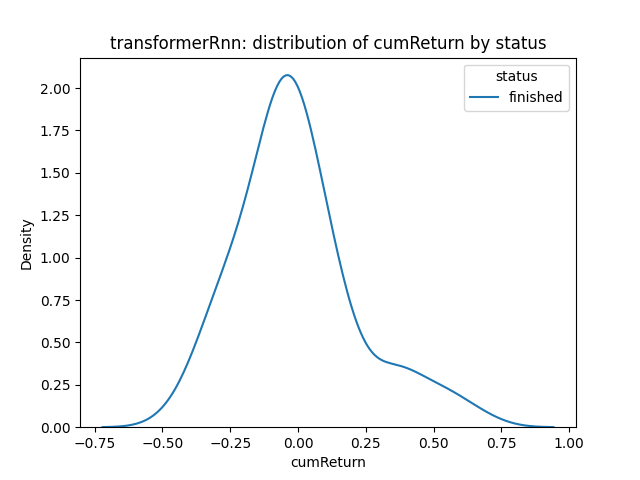 transformerRnn: distribution of cumReturn by status
status
finished
Density
2.00
1.75
1.50
1.25
1.00
0.75
0.50
0.25
0.00
−0.75 −0.50 −0.25 0.00 0.25 0.50 0.75 1.00
cumReturn